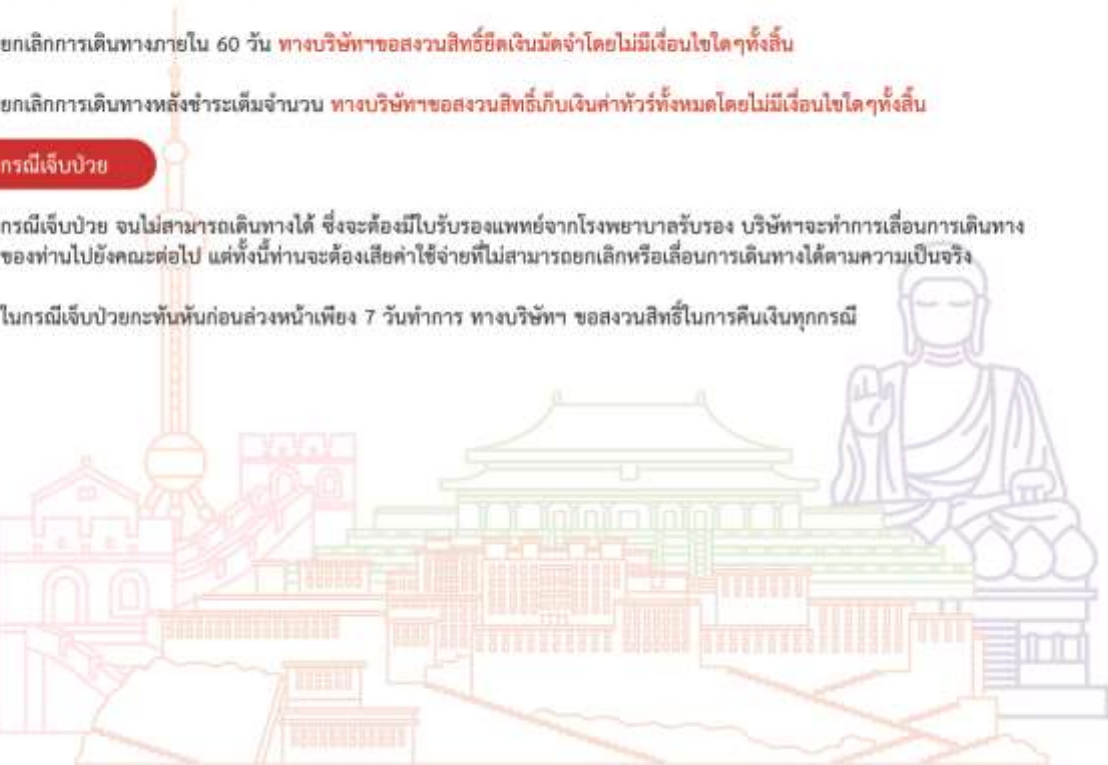 ยกเลิกการเดินทางภายใน 60 วัน ทางบริษัทฯขอสงวนสิทธิ์ยึดเงินมัดจำโดยไม่มีเงื่อนไขใดๆทั้งสิ้น
ยกเลิกการเดินทางหลังชำระเต็มจำนวน ทางบริษัทฯขอสงวนสิทธิ์เก็บเงินค่าทัวร์ทั้งหมดโดยไม่มีเงื่อนไขใดๆทั้งสิ้น
กรณีเจ็บป่วย
กรณีเจ็บป่วย จนไม่สามารถเดินทางได้ ซึ่งจะต้องมีใบรับรองแพทย์จากโรงพยาบาลรับรอง บริษัทฯจะทำการเลื่อนการเดินทาง
ของท่านไปยังคณะต่อไป แต่ทั้งนี้ท่านจะต้องเสียค่าใช้จ่ายที่ไม่สามารถยกเลิกหรือเลื่อนการเดินทางได้ตามความเป็นจริง
ในกรณีเจ็บป่วยกะทันหันก่อนล่วงหน้าเพียง 7 วันทำการ ทางบริษัทฯ ขอสงวนสิทธิ์ในการคืนเงินทุกกรณี